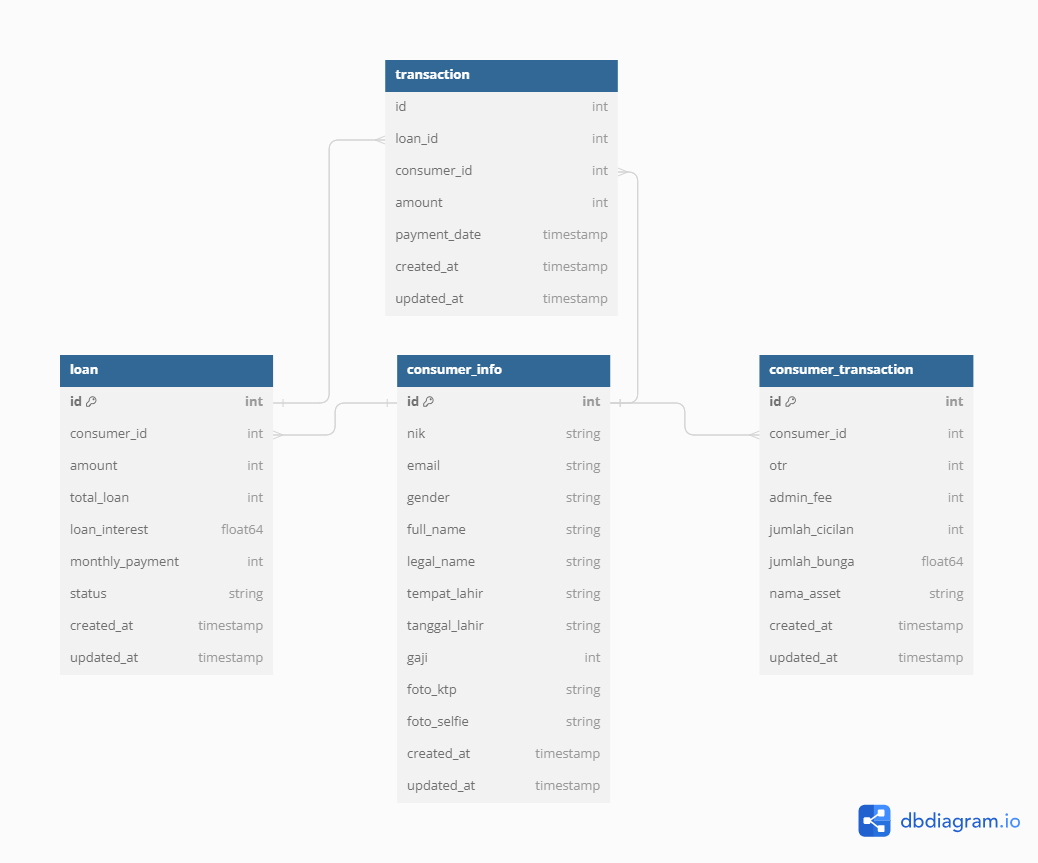 transaction
id int
loan_id int
consumer_id int
amount int
payment_date timestamp
created_at timestamp
updated_at timestamp
loan
id int
consumer_id int
amount int
total_loan int
loan_interest float64
monthly_payment int
status string
created_at timestamp
updated_at timestamp
consumer_info
id int
nik string
email string
gender string
full_name string
legal_name string
tempat_lahir string
tanggal_lahir string
gaji int
foto_ktp string
foto_selfie string
created_at timestamp
updated_at timestamp
consumer_transaction
id int
consumer_id int
otr int
admin_fee int
jumlah_cicilan int
jumlah_bunga float64
nama_asset string
created_at timestamp
updated_at timestamp
dbdiagram.io